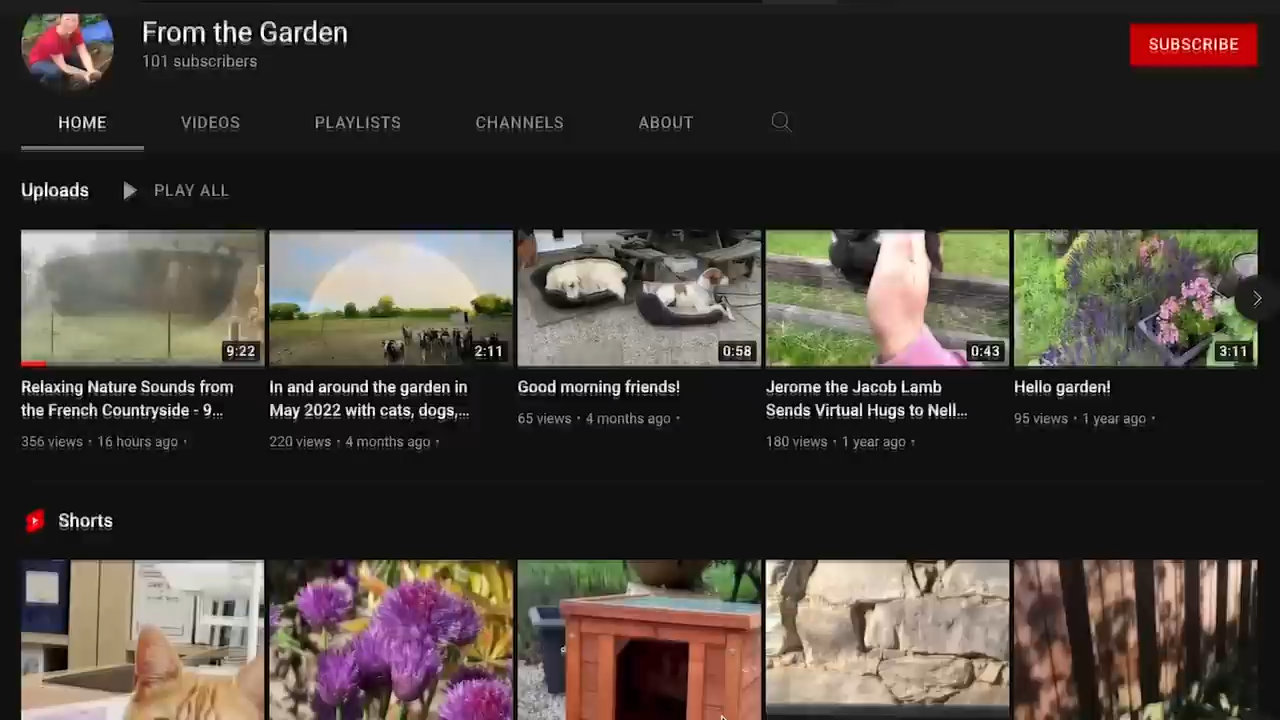 From the Garden
101 subscribers
SUBSCRIBE
HOME VIDEOS PLAYLISTS CHANNELS ABOUT
Uploads PLAY ALL
9:22 2:11 0:58 0:43 3:11
Relaxing Nature Sounds from
the French Countryside - 9...
356 views • 16 hours ago
In and around the garden in
May 2022 with cats, dogs,...
220 views • 4 months ago
Good morning friends!
65 views • 4 months ago
Jerome the Jacob Lamb
Sends Virtual Hugs to Nell...
180 views • 1 year ago
Hello garden!
95 views • 1 year ago
Shorts